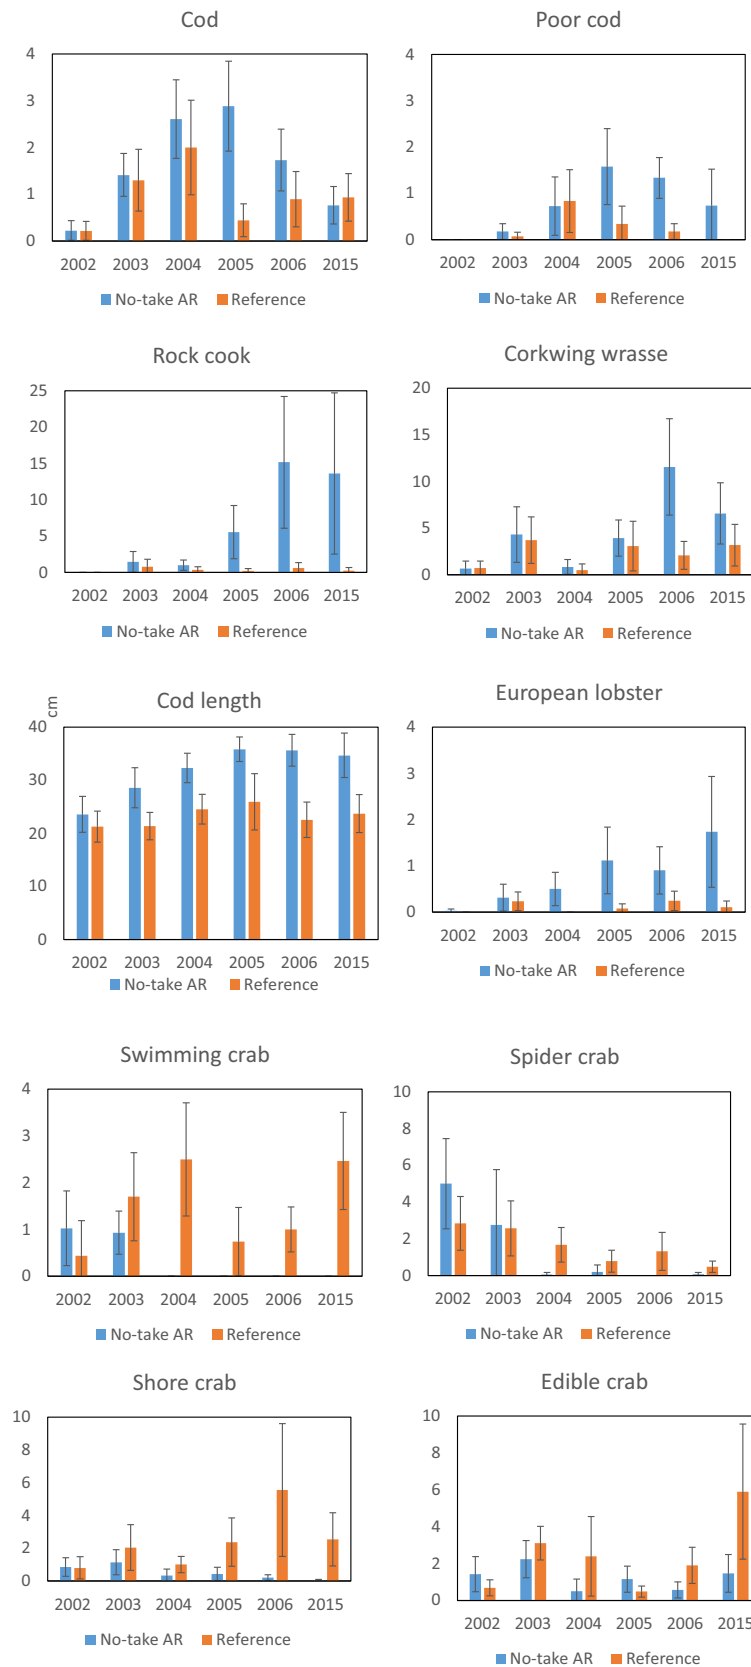 Cod
4
3
2
1
0
2002 2003 2004 2005 2006 2015
No-take AR Reference
Poor cod
4
3
2
1
0
2002 2003 2004 2005 2006 2015
No-take AR Reference
Rock cook
25
20
15
10
5
0
2002 2003 2004 2005 2006 2015
No-take AR Reference
Corkwing wrasse
20
15
10
5
0
2002 2003 2004 2005 2006 2015
No-take AR Reference
Cod length
cm
40
30
20
10
0
2002 2003 2004 2005 2006 2015
No-take AR Reference
European lobster
4
3
2
1
0
2002 2003 2004 2005 2006 2015
No-take AR Reference
Swimming crab
4
3
2
1
0
2002 2003 2004 2005 2006 2015
No-take AR Reference
Spider crab
10
8
6
4
2
0
2002 2003 2004 2005 2006 2015
No-take AR Reference
Shore crab
10
8
6
4
2
0
2002 2003 2004 2005 2006 2015
No-take AR Reference
Edible crab
10
8
6
4
2
0
2002 2003 2004 2005 2006 2015
No-take AR Reference